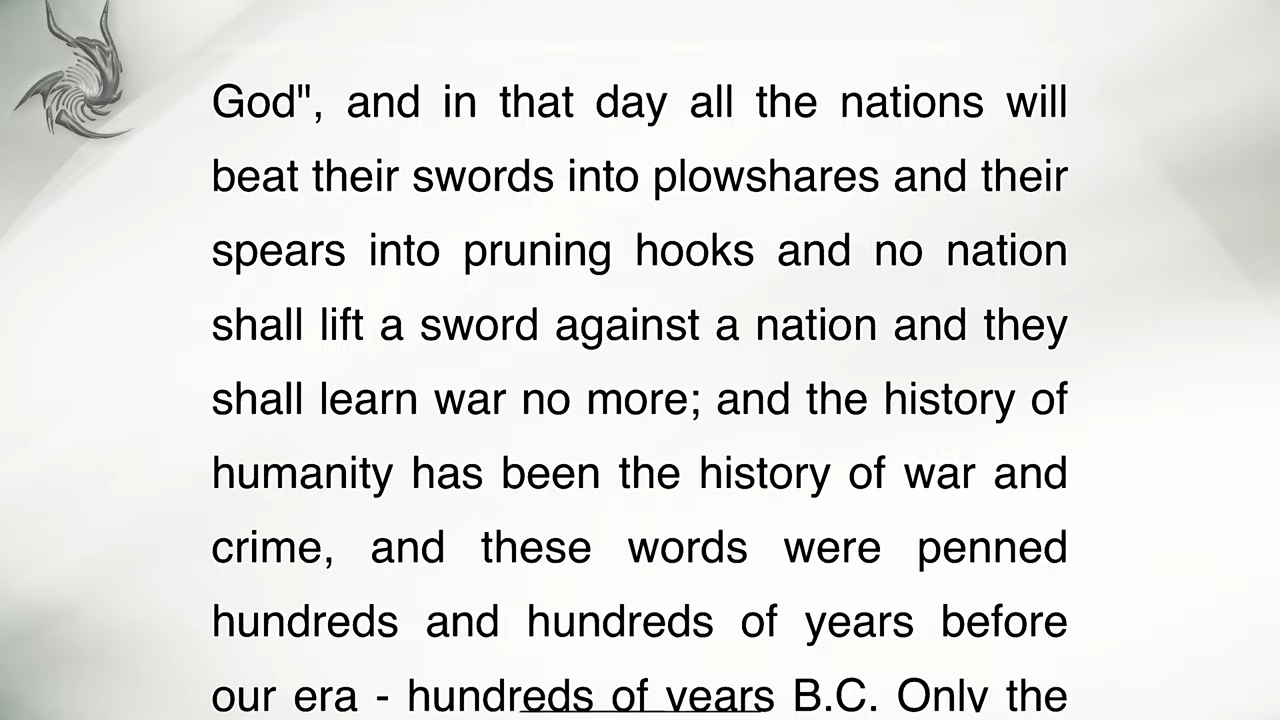 God", and in that day all the nations will
beat their swords into plowshares and their
spears into pruning hooks and no nation
shall lift a sword against a nation and they
shall learn war no more; and the history of
humanity has been the history of war and
crime, and these words were penned
hundreds and hundreds of years before
our era - hundreds of years B.C. Only the